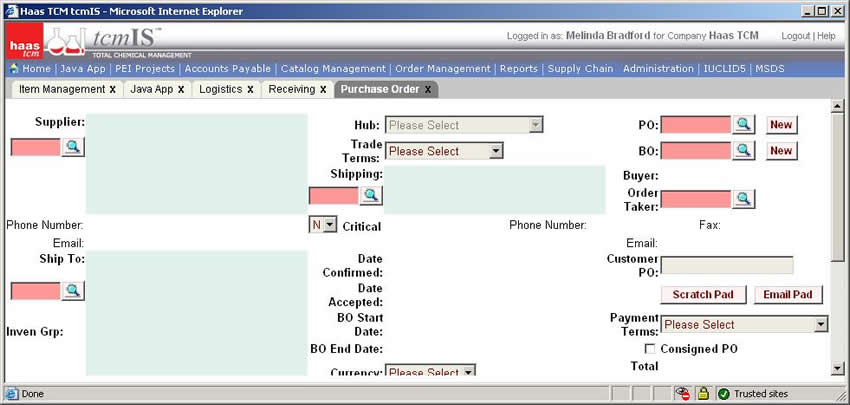 Haas TCM tcmIS - Microsoft Internet Explorer
haas tcm
tcmIS™
TOTAL CHEMICAL MANAGEMENT
Logged in as: Melinda Bradford for Company Haas TCM
Logout | Help
Home | Java App | PEI Projects | Accounts Payable | Catalog Management | Order Management | Reports | Supply Chain Administration | IUCLID5 | MSDS
Item Management x Java App x Logistics x Receiving x Purchase Order x
Supplier:
Hub: Please Select
PO: New
Trade Terms: Please Select
BO: New
Shipping:
Buyer:
Order Taker:
Phone Number:
N Critical
Phone Number:
Fax:
Email:
Email:
Ship To:
Date Confirmed:
Customer PO:
Date Accepted:
Scratch Pad Email Pad
Inven Grp:
BO Start Date:
Payment Terms: Please Select
BO End Date:
Consigned PO
Currency: Please Select
Total
Done
Trusted sites